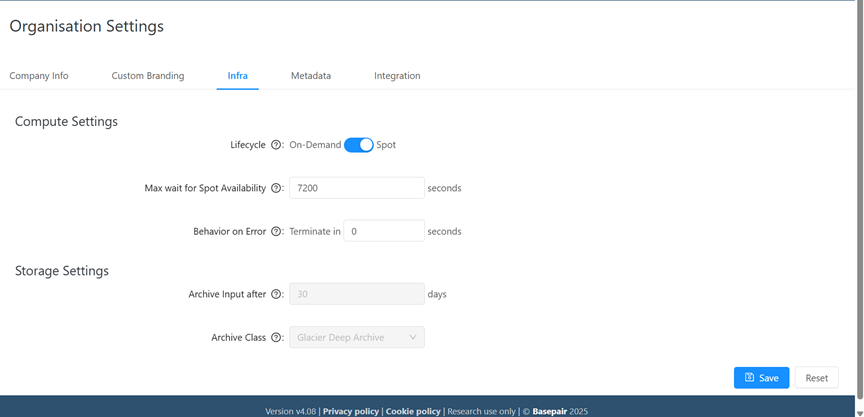 Organisation Settings
Company Info Custom Branding Infra Metadata Integration
Compute Settings
Lifecycle ?: On-Demand Spot
Max wait for Spot Availability ?: 7200 seconds
Behavior on Error ?: Terminate in 0 seconds
Storage Settings
Archive Input after ?: 30 days
Archive Class ?: Glacier Deep Archive
Save Reset
Version v4.08 | Privacy policy | Cookie policy | Research use only | © Basepair 2025